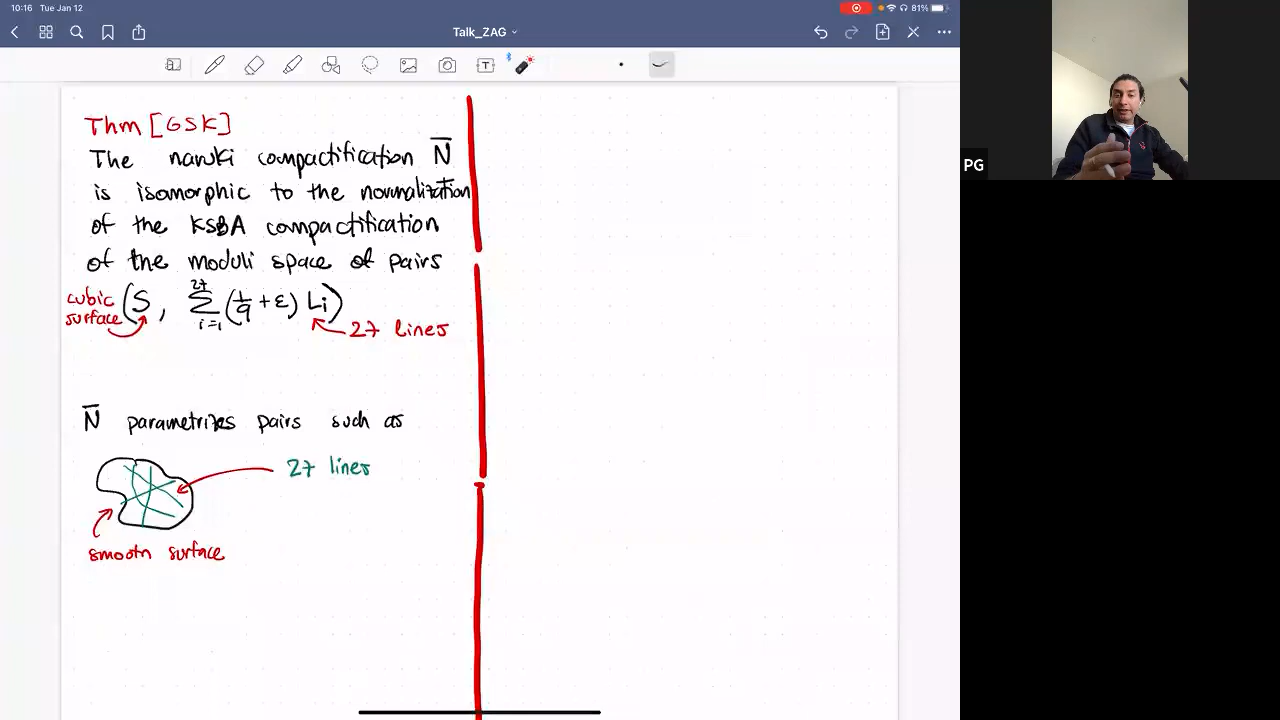 10:16 Tue Jan 12
81%
Talk_ZAG
Thm [GSK]
The naruki compactification N̅
is isomorphic to the normalization
of the KSBA compactification
of the moduli space of pairs
cubic surface (S, ∑_{i=1}^{27} (1/9 + ε) Li)
27 lines
N̅ parametrizes pairs such as
27 lines
smooth surface
PG